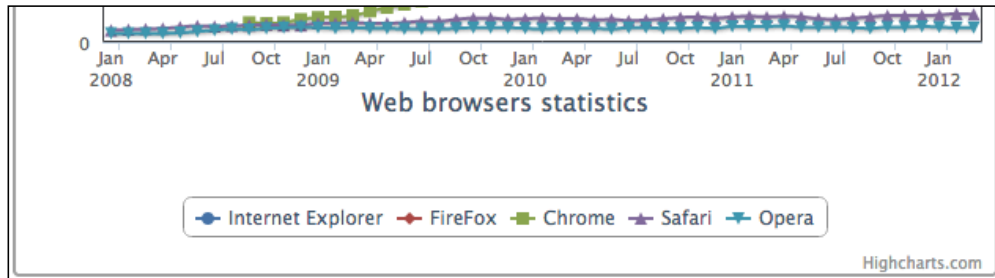 0
Jan Apr Jul Oct Jan Apr Jul Oct Jan Apr Jul Oct Jan Apr Jul Oct Jan
2008 2009 2010 2011 2012
Web browsers statistics
Internet Explorer FireFox Chrome Safari Opera
Highcharts.com